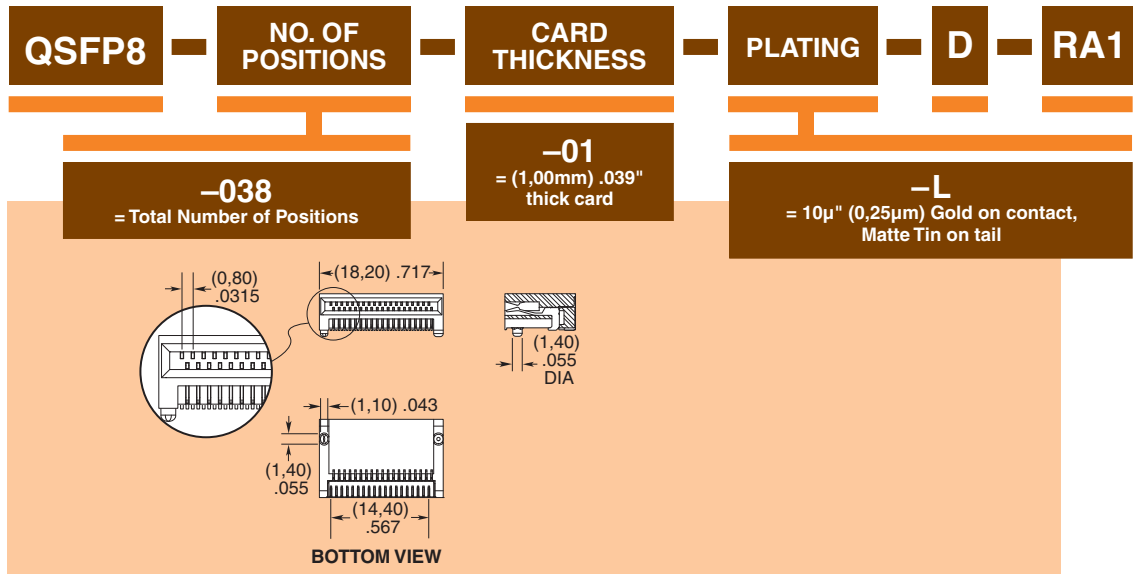 QSFP8
NO. OF
POSITIONS
CARD
THICKNESS
PLATING
D
RA1
–038
= Total Number of Positions
–01
= (1,00mm) .039"
thick card
–L
= 10µ" (0,25µm) Gold on contact,
Matte Tin on tail
(0,80)
.0315
(18,20) .717
(1,40)
.055
DIA
(1,10) .043
(1,40)
.055
(14,40)
.567
BOTTOM VIEW